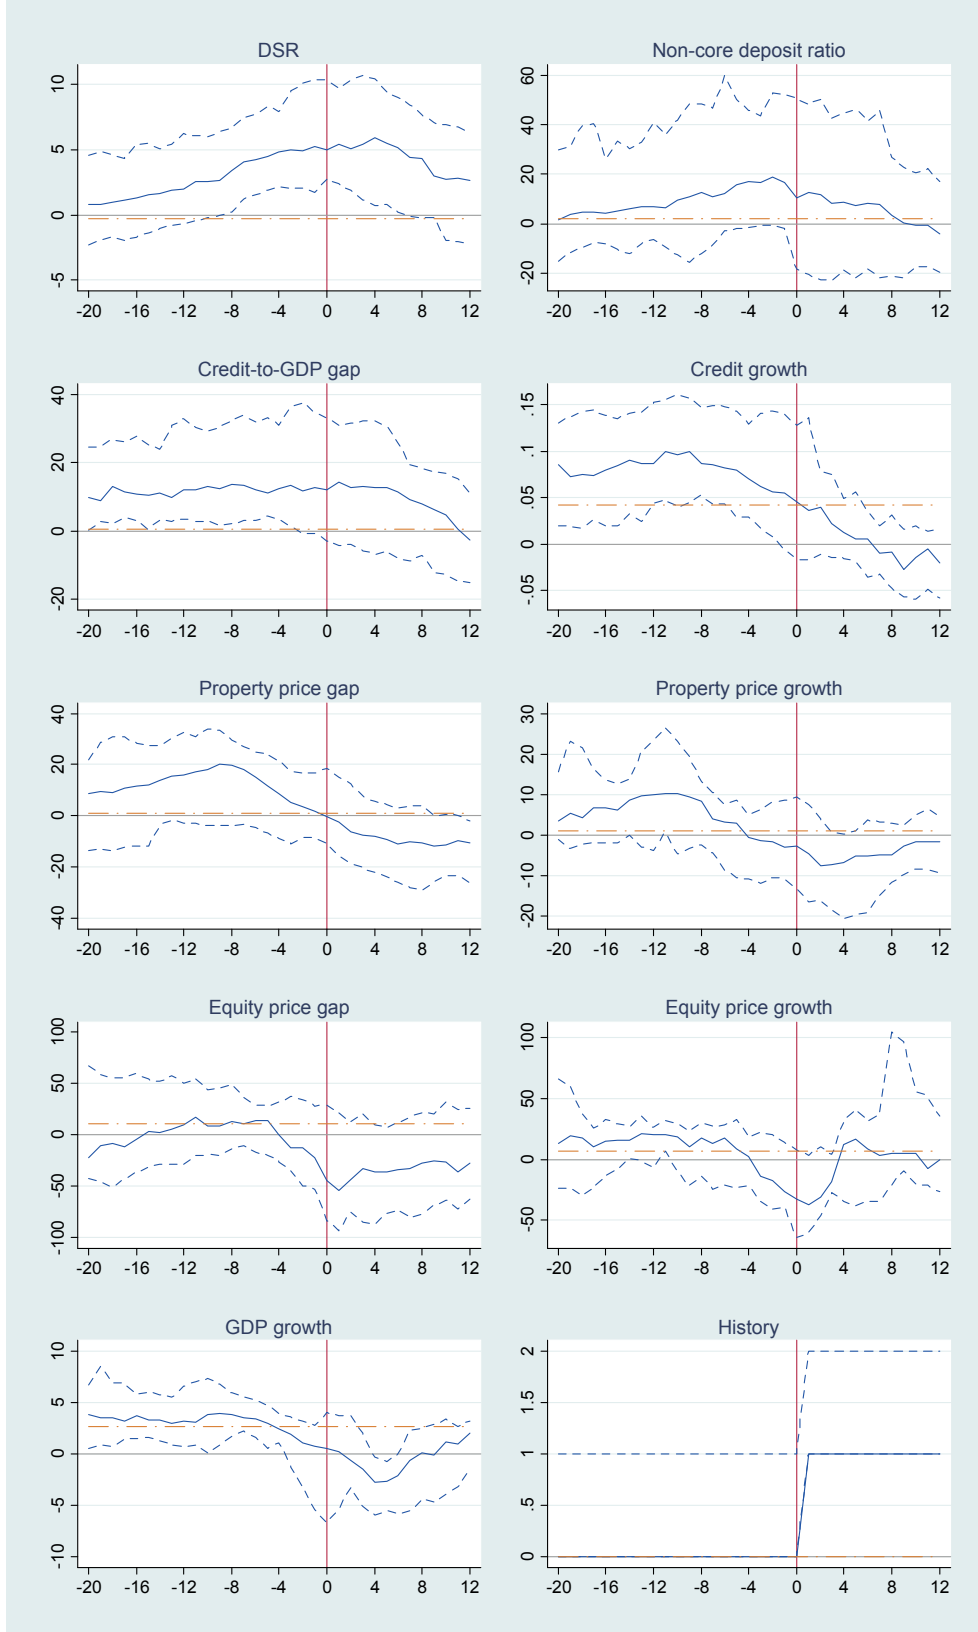 DSR
10
5
0
5
-20 -16 -12 -8 -4 0 4 8 12
Non-core deposit ratio
60
40
20
0
-20
-20 -16 -12 -8 -4 0 4 8 12
Credit-to-GDP gap
40
20
0
-20
-20 -16 -12 -8 -4 0 4 8 12
Credit growth
.15
.1
.05
0
-.05
-20 -16 -12 -8 -4 0 4 8 12
Property price gap
40
20
0
-20
-40
-20 -16 -12 -8 -4 0 4 8 12
Property price growth
30
20
10
0
-10
-20
-20 -16 -12 -8 -4 0 4 8 12
Equity price gap
100
50
0
-50
-100
-20 -16 -12 -8 -4 0 4 8 12
Equity price growth
100
50
0
-50
-20 -16 -12 -8 -4 0 4 8 12
GDP growth
10
5
0
-5
-10
-20 -16 -12 -8 -4 0 4 8 12
History
2
1.5
1
.5
0
-20 -16 -12 -8 -4 0 4 8 12